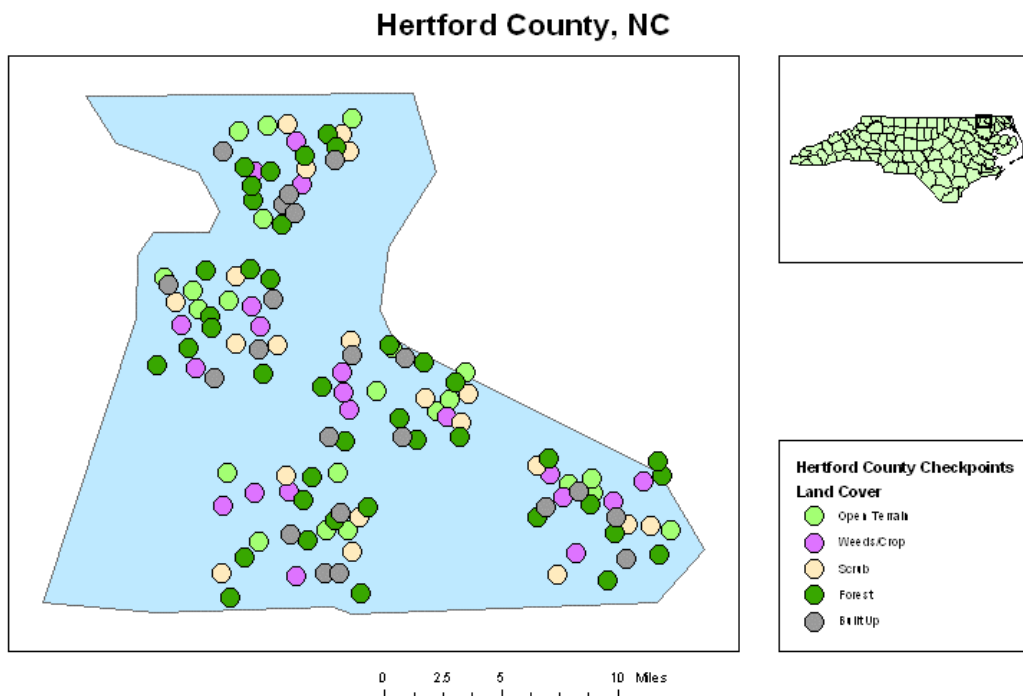 Hertford County, NC
Hertford County Checkpoints
Land Cover
Open Terrain
Weeds/Crop
Scrub
Forest
Built Up
0 2.5 5 10 Miles